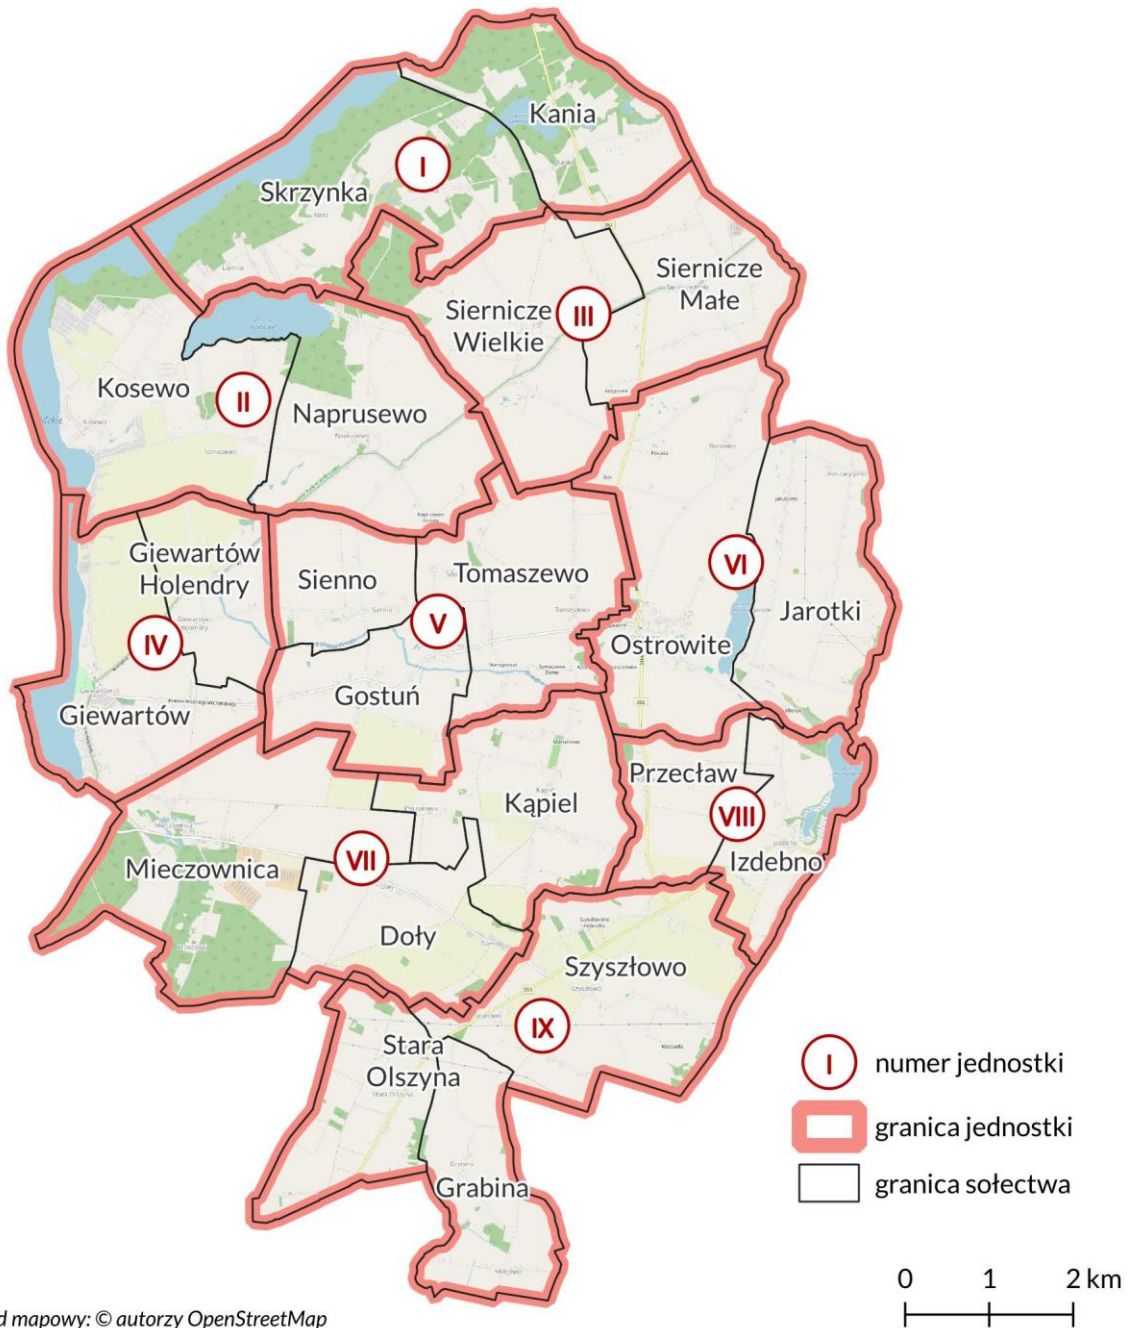 Kania
I
Skrzynka
Siernicze
Małe
Siernicze
Wielkie
III
Kosewo
II
Naprusewo
Giewartów
Holendry
Sienno
Tomaszewo
V
VI
Jarotki
IV
Ostrowite
Giewartów
Gostuń
Przecław
Kąpiel
VIII
Mieczownica
VII
Izdebno
Doły
Szyszłowo
IX
Stara
Olszyna
Stara Olszyna
Grabina
I numer jednostki
granica jednostki
granica sołectwa
0 1 2 km
d mapowy: © autorzy OpenStreetMap